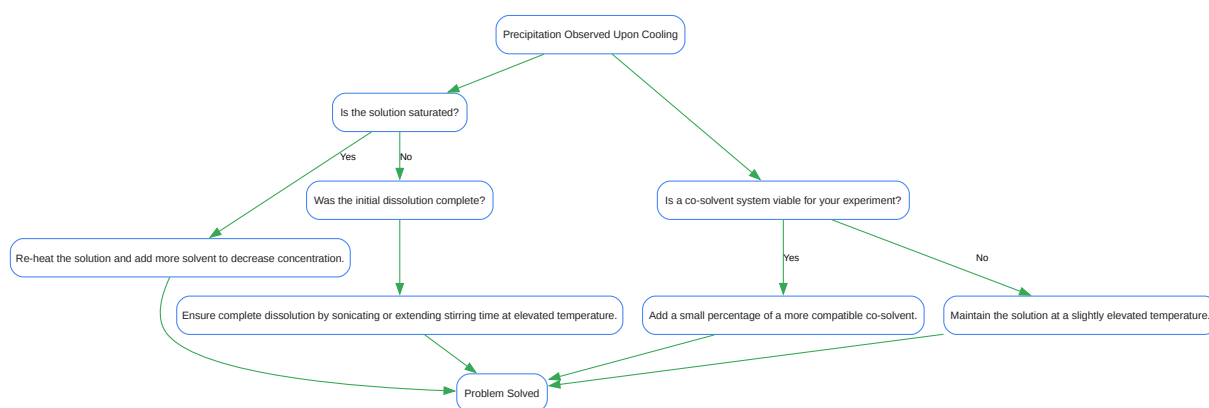 Precipitation Observed Upon Cooling
Is the solution saturated?
Yes
No
Was the initial dissolution complete?
Is a co-solvent system viable for your experiment?
Re-heat the solution and add more solvent to decrease concentration.
Yes
No
Ensure complete dissolution by sonicating or extending stirring time at elevated temperature.
Add a small percentage of a more compatible co-solvent.
Maintain the solution at a slightly elevated temperature.
Problem Solved